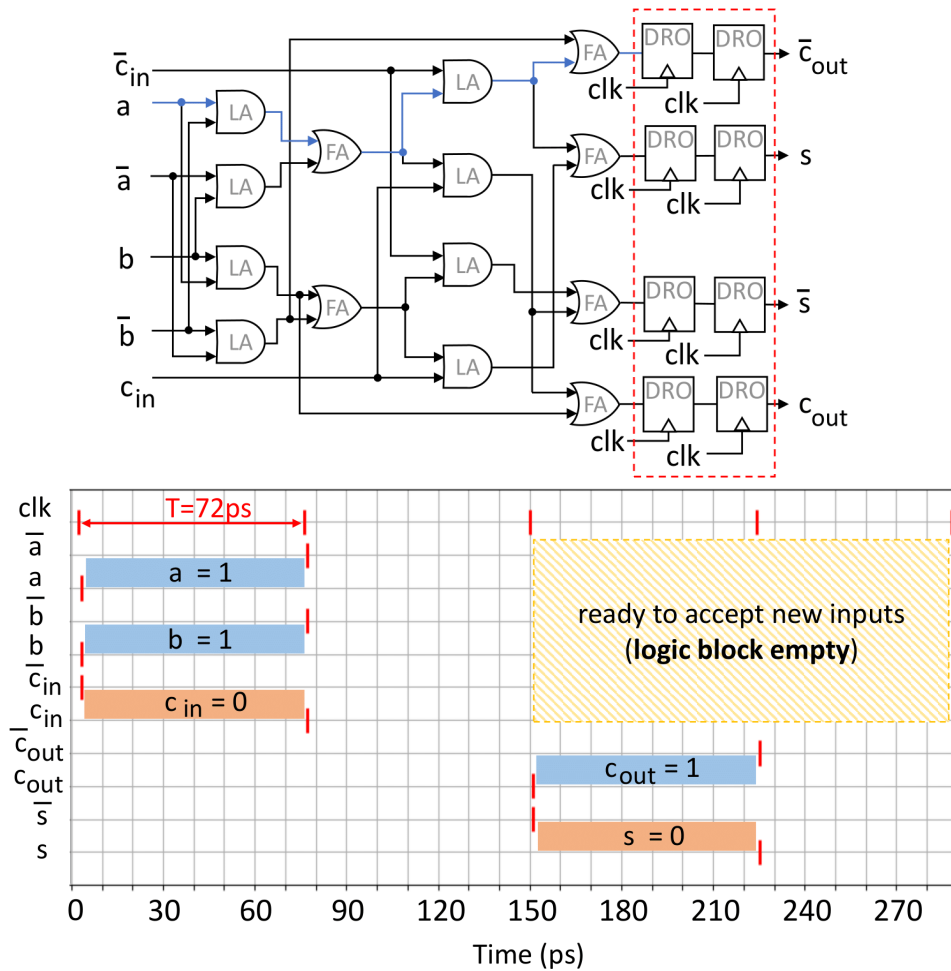 DRO DRO
c̅in
FA
c̅out
LA
clk
clk
a
LA
DRO DRO
FA
FA
s
a̅
LA
LA
clk
clk
b
LA
LA
DRO DRO
FA
FA
s̅
b̅
LA
clk
clk
cin
LA
DRO DRO
FA
cout
clk
clk
clk
T=72ps
a̅
a
a = 1
b̅
ready to accept new inputs
b
b = 1
(logic block empty)
c̅in
cin
c in = 0
c̅out
cout
cout = 1
s̅
s
s = 0
0 30 60 90 120 150 180 210 240 270
Time (ps)